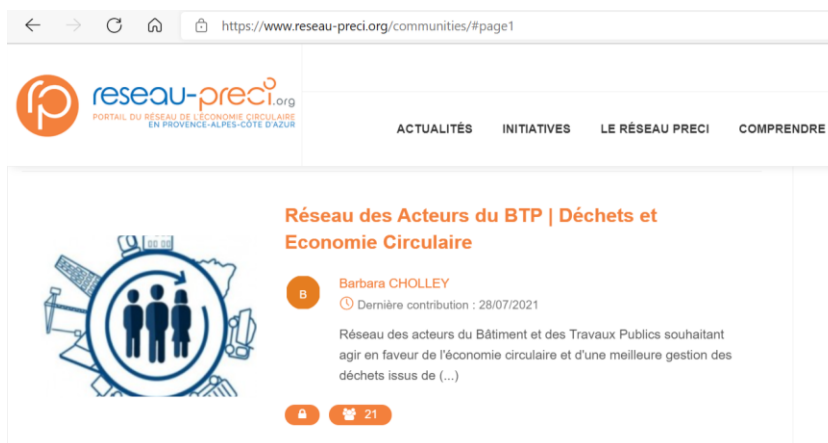 https://www.reseau-preci.org/communities/#page1
rp reseau-preci.org
PORTAIL DU RÉSEAU DE L'ÉCONOMIE CIRCULAIRE
EN PROVENCE-ALPES-CÔTE D'AZUR
ACTUALITÉS INITIATIVES LE RÉSEAU PRECI COMPRENDRE
Réseau des Acteurs du BTP | Déchets et
Economie Circulaire
B
Barbara CHOLLEY
Dernière contribution : 28/07/2021
Réseau des acteurs du Bâtiment et des Travaux Publics souhaitant
agir en faveur de l'économie circulaire et d'une meilleure gestion des
déchets issus de (...)
21